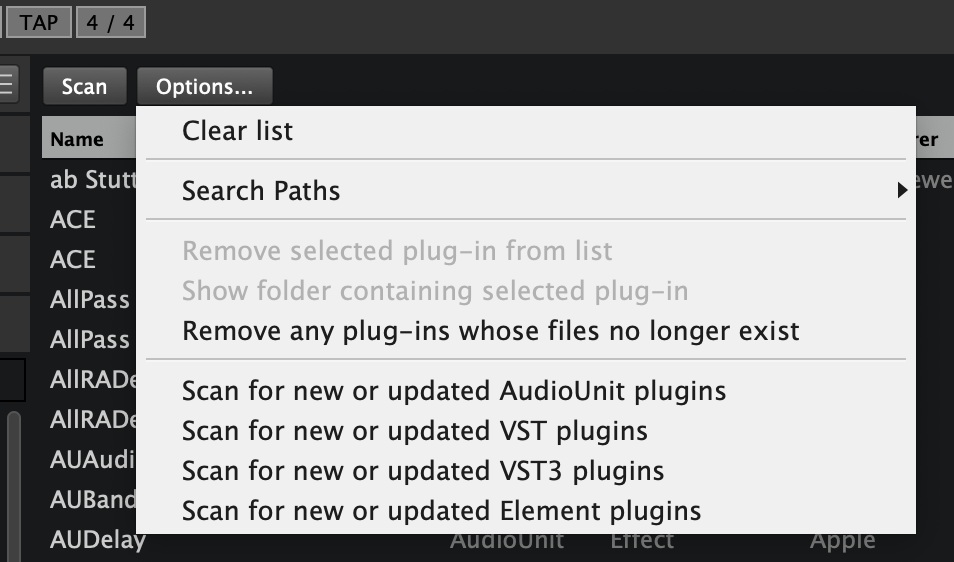 TAP 4 / 4
Scan Options...
Clear list
Name
Search Paths
ab Stutt
ACE
Remove selected plug-in from list
ACE
Show folder containing selected plug-in
AllPass
Remove any plug-ins whose files no longer exist
AllPass
AllRADe
Scan for new or updated AudioUnit plugins
AllRADe
Scan for new or updated VST plugins
AUAudi
Scan for new or updated VST3 plugins
AUBand
Scan for new or updated Element plugins
AUDelay AudioUnit Effect Apple